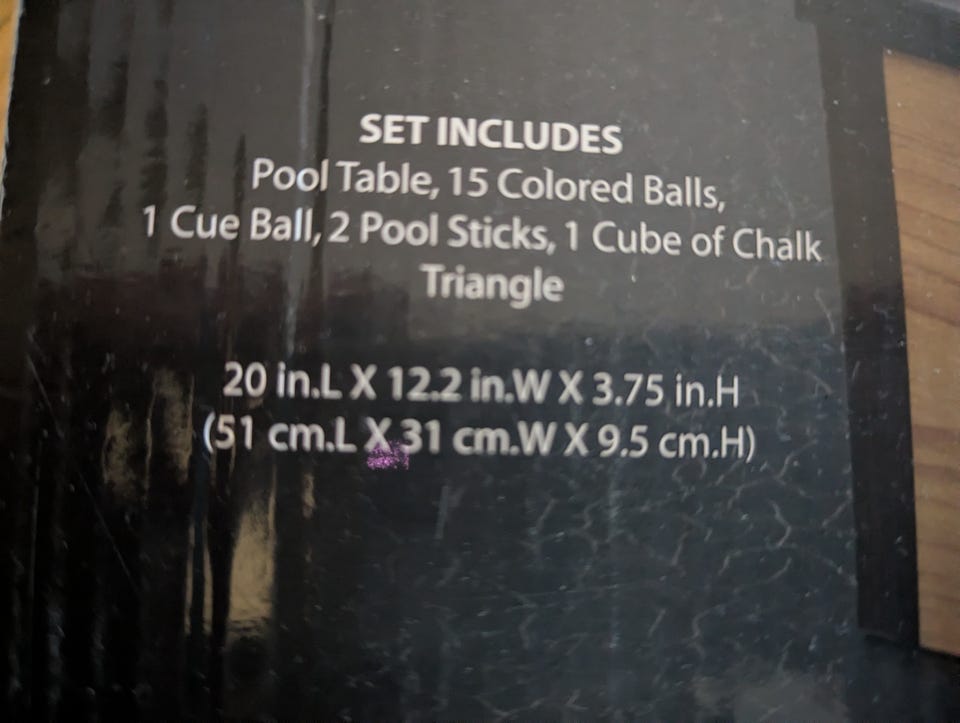 SET INCLUDES
Pool Table, 15 Colored Balls,
1 Cue Ball, 2 Pool Sticks, 1 Cube of Chalk
Triangle
20 in.L X 12.2 in.W X 3.75 in.H
(51 cm.L X 31 cm.W X 9.5 cm.H)